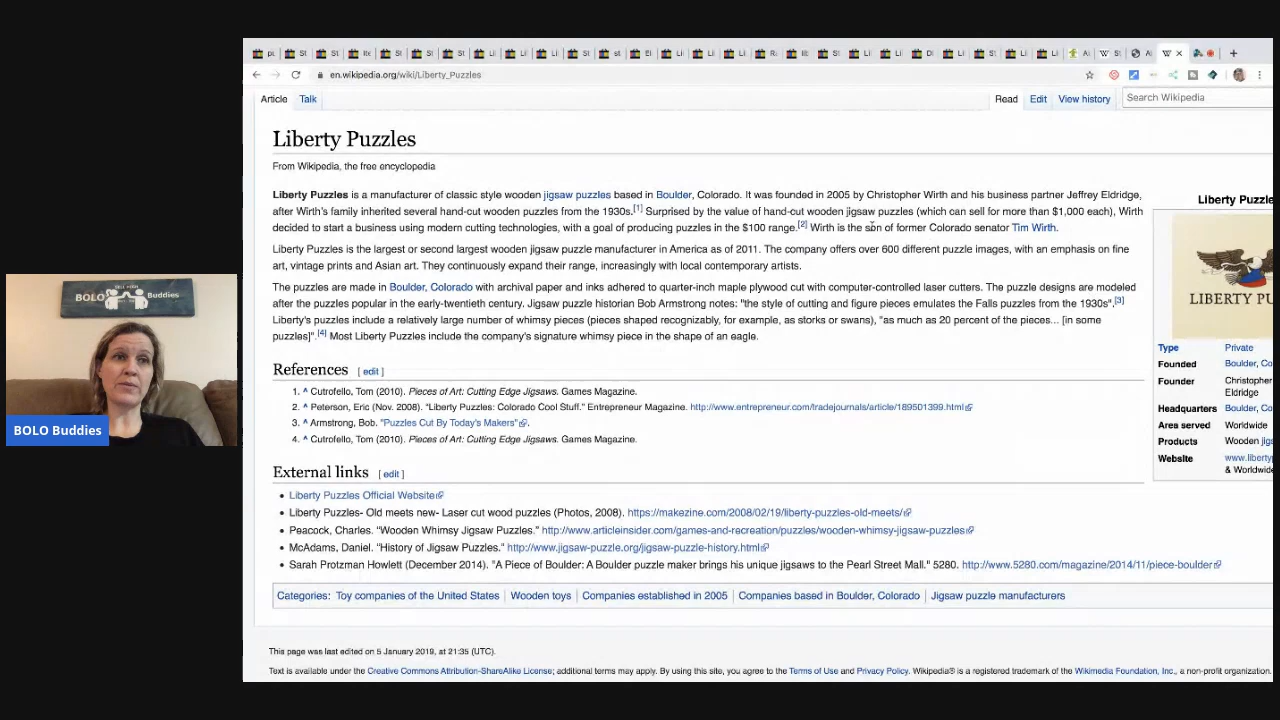 en.wikipedia.org/wiki/Liberty_Puzzles
Article Talk Read Edit View history Search Wikipedia
Liberty Puzzles
From Wikipedia, the free encyclopedia
Liberty Puzzles is a manufacturer of classic style wooden jigsaw puzzles based in Boulder, Colorado. It was founded in 2005 by Christopher Wirth and his business partner Jeffrey Eldridge,
after Wirth's family inherited several hand-cut wooden puzzles from the 1930s.[1] Surprised by the value of hand-cut wooden jigsaw puzzles (which can sell for more than $1,000 each), Wirth
decided to start a business using modern cutting technologies, with a goal of producing puzzles in the $100 range.[2] Wirth is the son of former Colorado senator Tim Wirth.
Liberty Puzzles is the largest or second largest wooden jigsaw puzzle manufacturer in America as of 2011. The company offers over 600 different puzzle images, with an emphasis on fine
art, vintage prints and Asian art. They continuously expand their range, increasingly with local contemporary artists.
The puzzles are made in Boulder, Colorado with archival paper and inks adhered to quarter-inch maple plywood cut with computer-controlled laser cutters. The puzzle designs are modeled
after the puzzles popular in the early-twentieth century. Jigsaw puzzle historian Bob Armstrong notes: "the style of cutting and figure pieces emulates the Falls puzzles from the 1930s".[3]
Liberty's puzzles include a relatively large number of whimsy pieces (pieces shaped recognizably, for example, as storks or swans), "as much as 20 percent of the pieces... [in some
puzzles]".[4] Most Liberty Puzzles include the company's signature whimsy piece in the shape of an eagle.
References [ edit ]
1. ^ Cutrofello, Tom (2010). Pieces of Art: Cutting Edge Jigsaws. Games Magazine.
2. ^ Peterson, Eric (Nov. 2008). "Liberty Puzzles: Colorado Cool Stuff." Entrepreneur Magazine. http://www.entrepreneur.com/tradejournals/article/189501399.html
3. ^ Armstrong, Bob. "Puzzles Cut By Today's Makers".
4. ^ Cutrofello, Tom (2010). Pieces of Art: Cutting Edge Jigsaws. Games Magazine.
External links [ edit ]
• Liberty Puzzles Official Website
• Liberty Puzzles- Old meets new- Laser cut wood puzzles (Photos, 2008). https://makezine.com/2008/02/19/liberty-puzzles-old-meets/
• Peacock, Charles. "Wooden Whimsy Jigsaw Puzzles." http://www.articleinsider.com/games-and-recreation/puzzles/wooden-whimsy-jigsaw-puzzles
• McAdams, Daniel. "History of Jigsaw Puzzles." http://www.jigsaw-puzzle.org/jigsaw-puzzle-history.html
• Sarah Protzman Howlett (December 2014). "A Piece of Boulder: A Boulder puzzle maker brings his unique jigsaws to the Pearl Street Mall." 5280. http://www.5280.com/magazine/2014/11/piece-boulder
Categories: Toy companies of the United States | Wooden toys | Companies established in 2005 | Companies based in Boulder, Colorado | Jigsaw puzzle manufacturers
This page was last edited on 5 January 2019, at 21:35 (UTC).
Text is available under the Creative Commons Attribution-ShareAlike License; additional terms may apply. By using this site, you agree to the Terms of Use and Privacy Policy. Wikipedia® is a registered trademark of the Wikimedia Foundation, Inc., a non-profit organization.
Liberty Puzzle
LIBERTY PU
Type Private
Founded Boulder, Co
Founder Christopher
Eldridge
Headquarters Boulder, Co
Area served Worldwide
Products Wooden jigs
Website www.liberty
& Worldwide
BOLO Buddies
BOLO Buddies